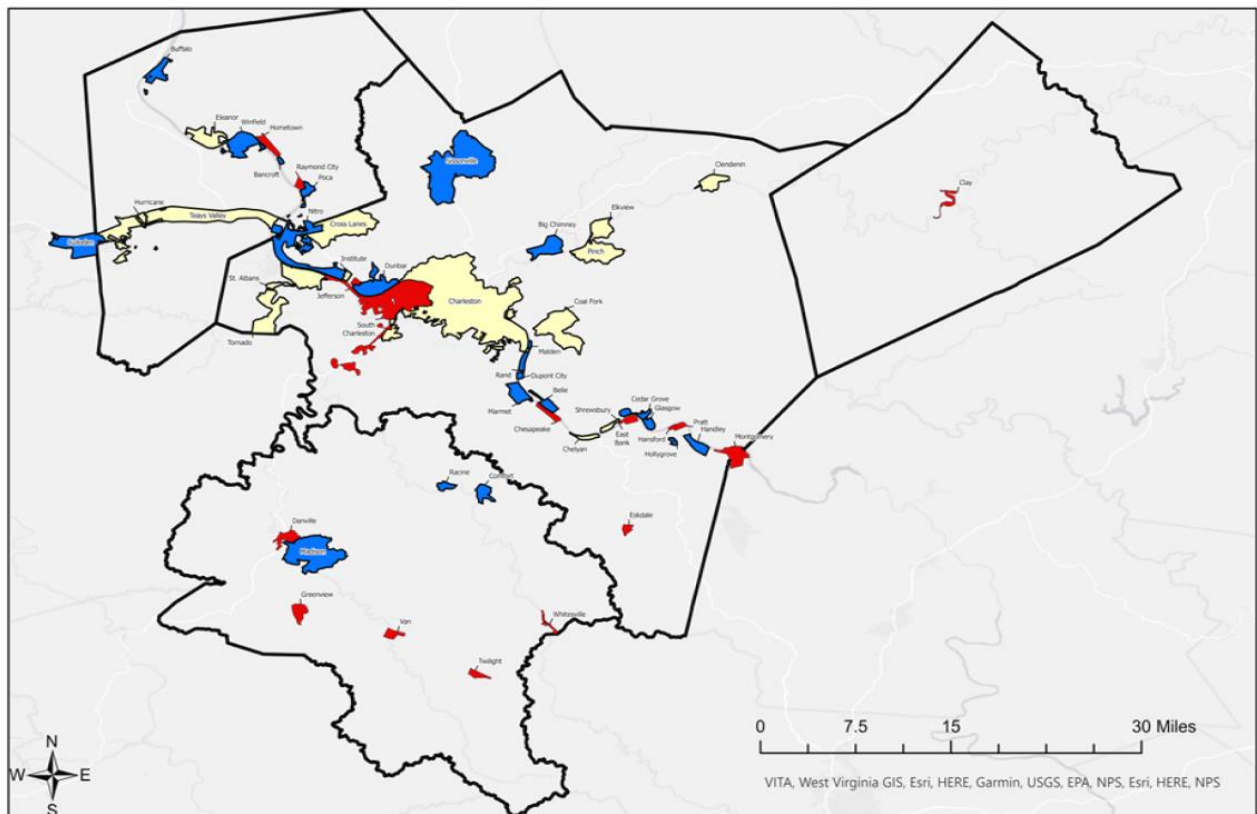 Buffalo
Eleanor
Winfield
Hometown
Bancroft
Raymond City
Poca
Hurricane
Teays Valley
Nitro
Cross Lanes
Culloden
Sissonville
Clendenin
Clay
Elkview
Big Chimney
Pinch
Institute
Dunbar
St. Albans
Jefferson
Charleston
South
Charleston
Coal Fork
Tornado
Malden
Rand
Dupont City
Belle
Marmet
Chesapeake
Cedar Grove
Shrewsbury
Glasgow
East
Bank
Chelyan
Pratt
Hansford
Handley
Hollygrove
Montgomery
Racine
Comfort
Eskdale
Danville
Madison
Greenview
Van
Whitesville
Twilight
N
W
E
S
0 7.5 15 30 Miles
VITA, West Virginia GIS, Esri, HERE, Garmin, USGS, EPA, NPS, Esri, HERE, NPS